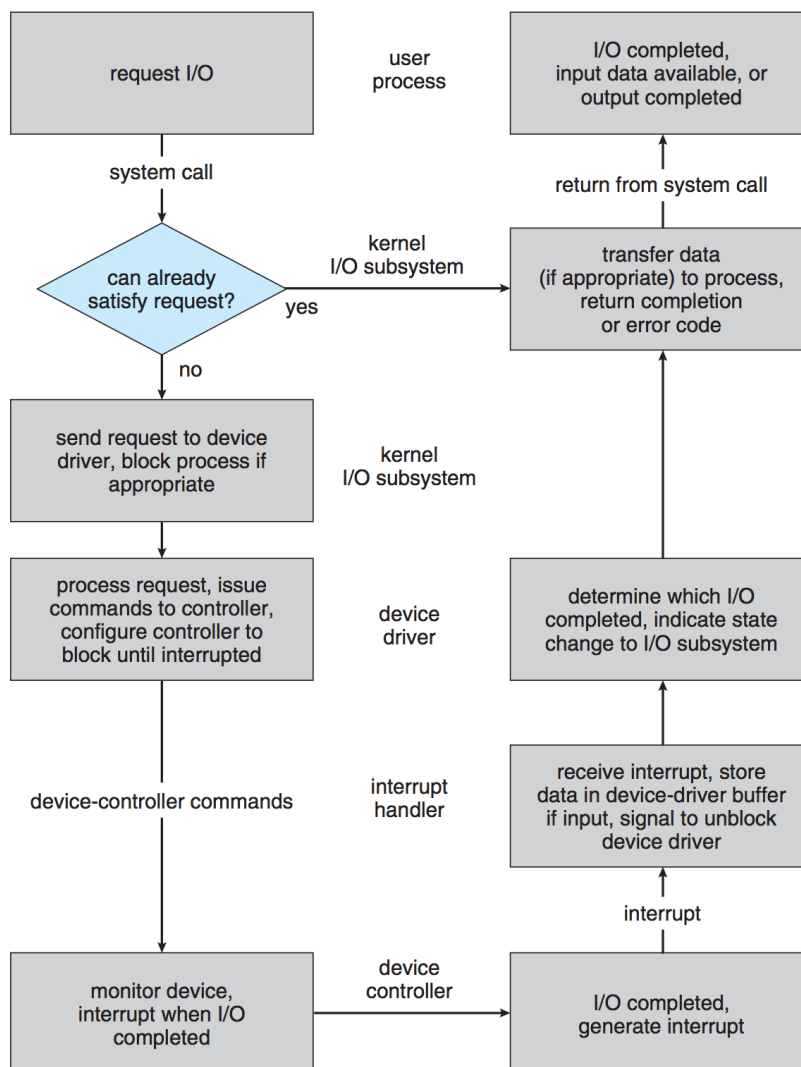 request I/O
user
process
I/O completed,
input data available, or
output completed
system call
return from system call
can already
satisfy request?
kernel
I/O subsystem
yes
transfer data
(if appropriate) to process,
return completion
or error code
no
send request to device
driver, block process if
appropriate
kernel
I/O subsystem
process request, issue
commands to controller,
configure controller to
block until interrupted
device
driver
determine which I/O
completed, indicate state
change to I/O subsystem
device-controller commands
interrupt
handler
receive interrupt, store
data in device-driver buffer
if input, signal to unblock
device driver
interrupt
monitor device,
interrupt when I/O
completed
device
controller
I/O completed,
generate interrupt